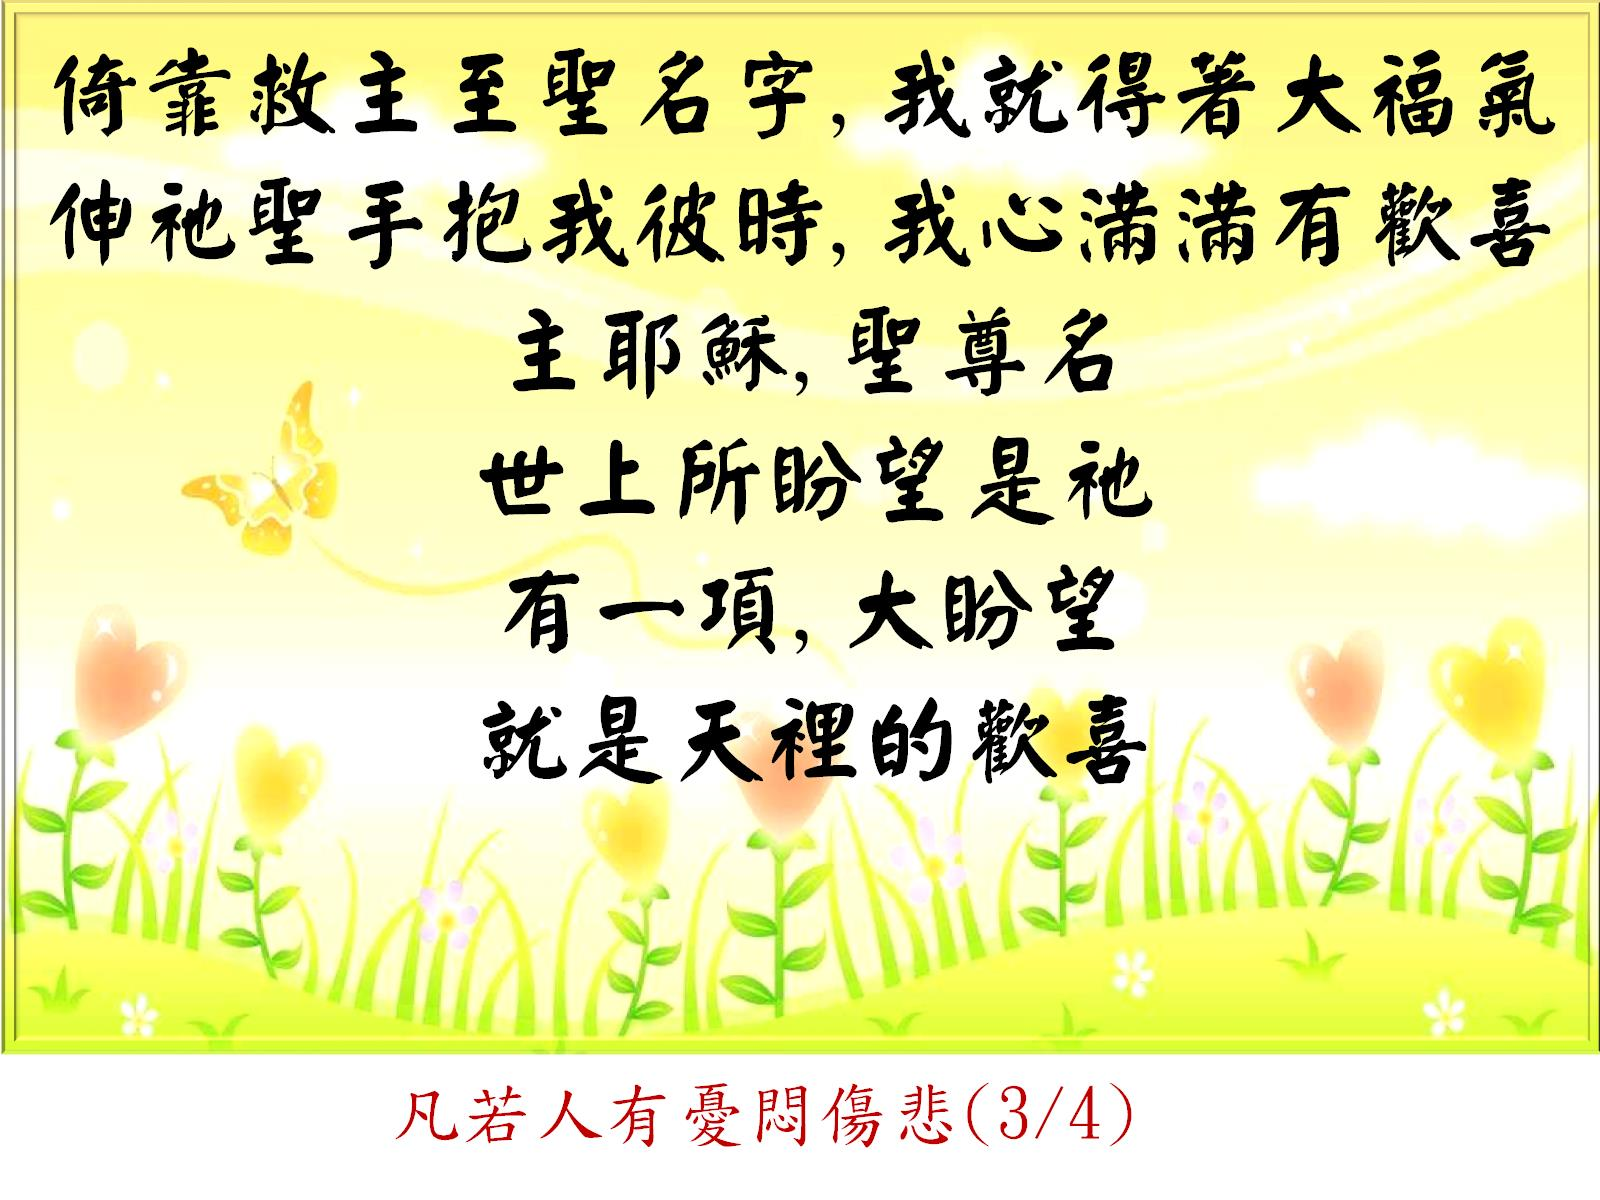 倚靠救主至聖名字,我就得著大福氣
伸祂聖手抱我彼時,我心滿滿有歡喜
主耶穌,聖尊名
世上所盼望是祂
有一項,大盼望
就是天裡的歡喜
凡若人有憂悶傷悲(3/4)